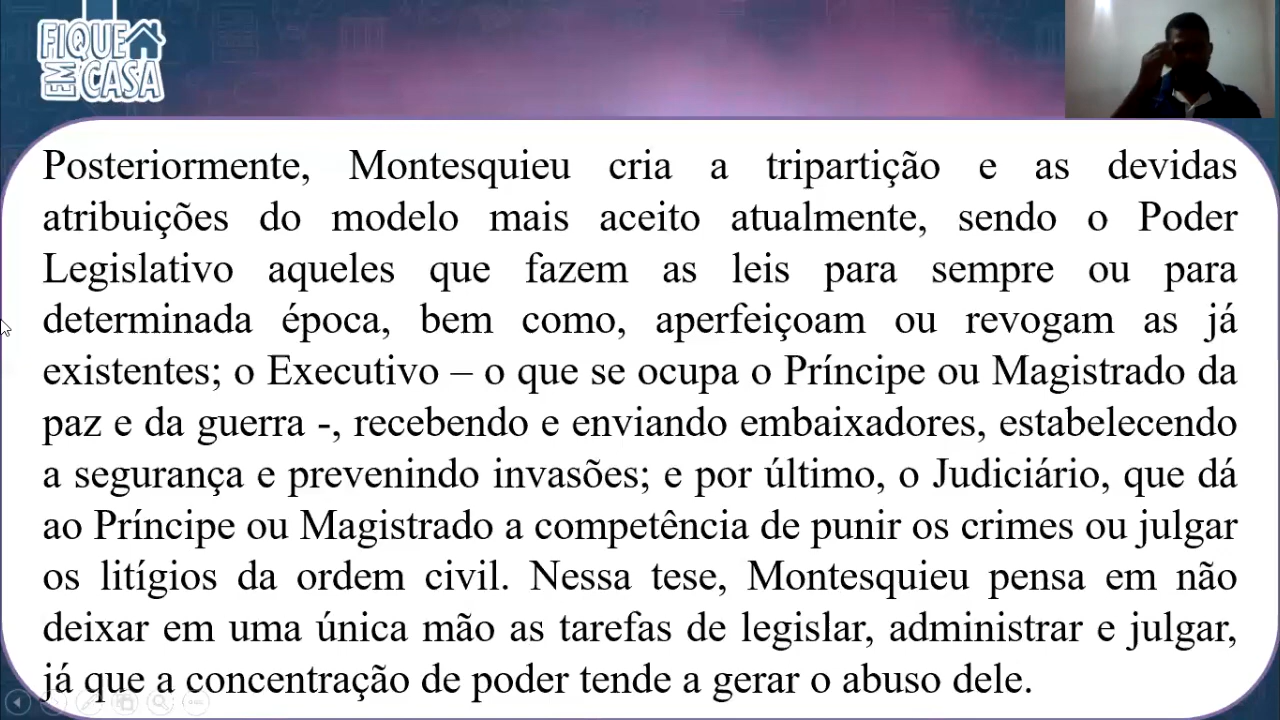 FIQUE
EM CASA
Posteriormente, Montesquieu cria a tripartição e as devidas
atribuições do modelo mais aceito atualmente, sendo o Poder
Legislativo aqueles que fazem as leis para sempre ou para
determinada época, bem como, aperfeiçoam ou revogam as já
existentes; o Executivo – o que se ocupa o Príncipe ou Magistrado da
paz e da guerra -, recebendo e enviando embaixadores, estabelecendo
a segurança e prevenindo invasões; e por último, o Judiciário, que dá
ao Príncipe ou Magistrado a competência de punir os crimes ou julgar
os litígios da ordem civil. Nessa tese, Montesquieu pensa em não
deixar em uma única mão as tarefas de legislar, administrar e julgar,
já que a concentração de poder tende a gerar o abuso dele.